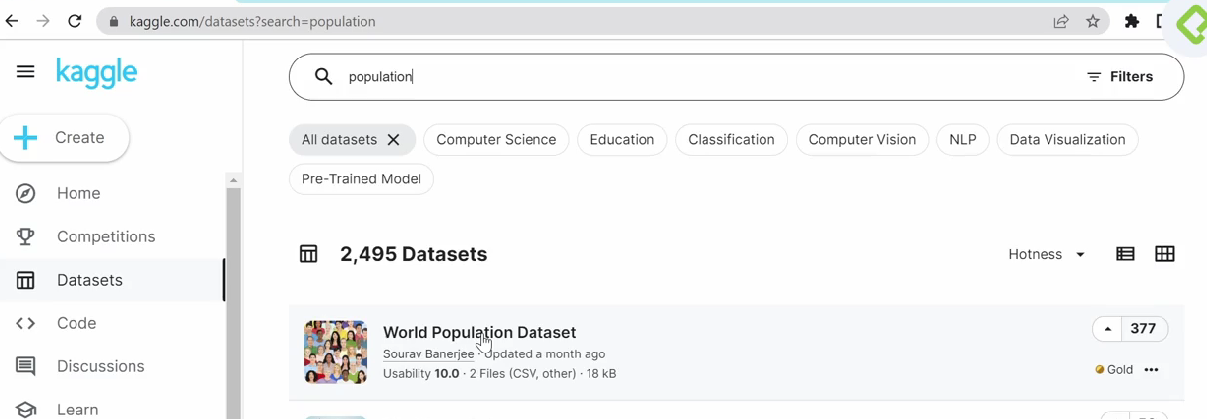 kaggle.com/datasets?search=population
kaggle
population
Filters
Create
All datasets
Computer Science
Education
Classification
Computer Vision
NLP
Data Visualization
Pre-Trained Model
Home
Competitions
Datasets
Code
Discussions
Learn
2,495 Datasets
Hotness
World Population Dataset
377
Sourav Banerjee · Updated a month ago
Usability 10.0 · 2 Files (CSV, other) · 18 kB
Gold